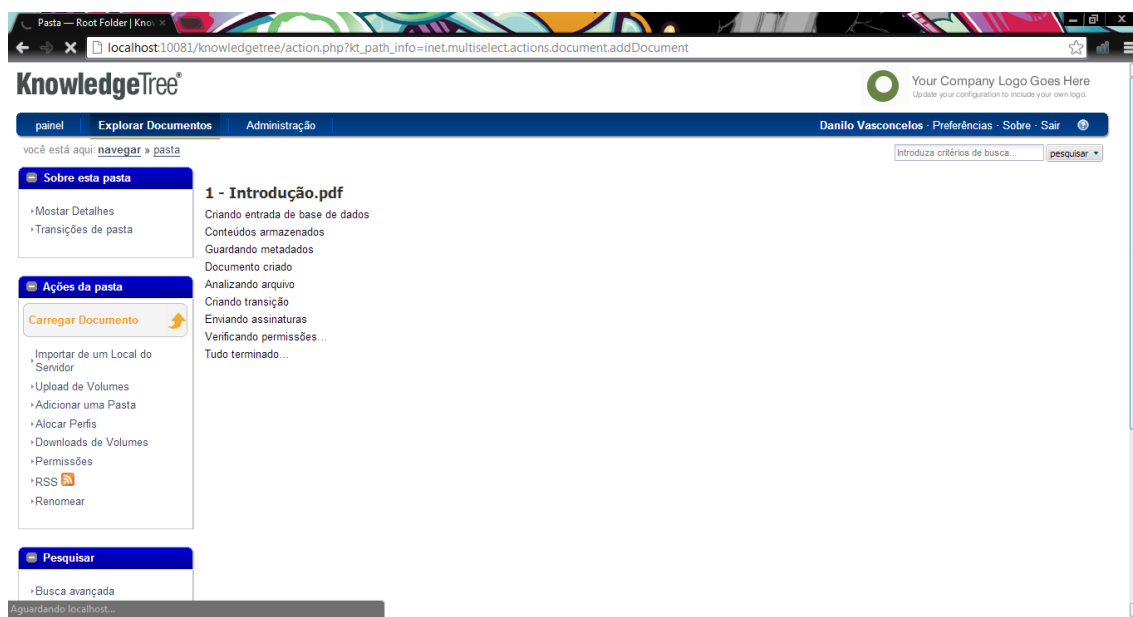 Pasta — Root Folder | Knov ×
localhost:10081/knowledgetree/action.php?kt_path_info=inet.multiselect.actions.document.addDocument
KnowledgeTree®
Your Company Logo Goes Here
Update your configuration to include your own logo.
painel Explorar Documentos Administração Danilo Vasconcelos · Preferências · Sobre · Sair
você está aqui: navegar » pasta
Introduza critérios de busca... pesquisar
Sobre esta pasta
Mostar Detalhes
Transições de pasta
Ações da pasta
Carregar Documento
Importar de um Local do
Servidor
Upload de Volumes
Adicionar uma Pasta
Alocar Perfis
Downloads de Volumes
Permissões
RSS
Renomear
Pesquisar
Busca avançada
1 - Introdução.pdf
Criando entrada de base de dados
Conteúdos armazenados
Guardando metadados
Documento criado
Analizando arquivo
Criando transição
Enviando assinaturas
Verificando permissões...
Tudo terminado...
Aguardando localhost...